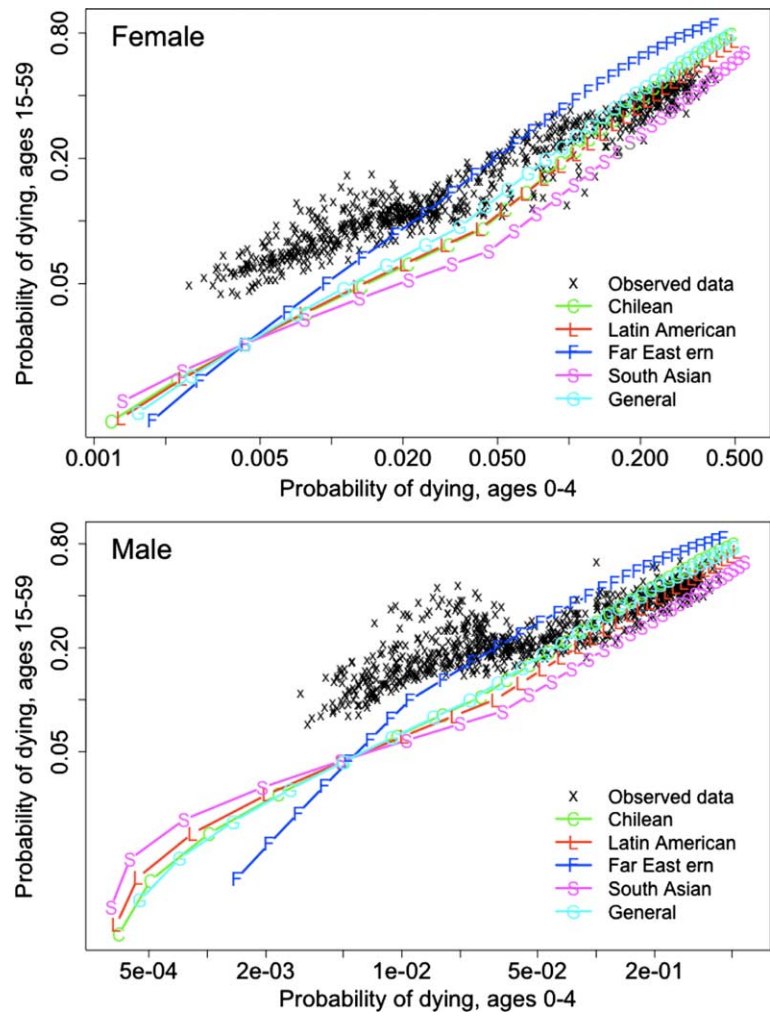 Female
0.80
0.20
0.05
Probability of dying, ages 15-59
× Observed data
C Chilean
L Latin American
F Far East ern
S South Asian
G General
0.001 0.005 0.020 0.050 0.200 0.500
Probability of dying, ages 0-4
Male
0.80
0.20
0.05
Probability of dying, ages 15-59
× Observed data
C Chilean
L Latin American
F Far East ern
S South Asian
G General
5e-04 2e-03 1e-02 5e-02 2e-01
Probability of dying, ages 0-4